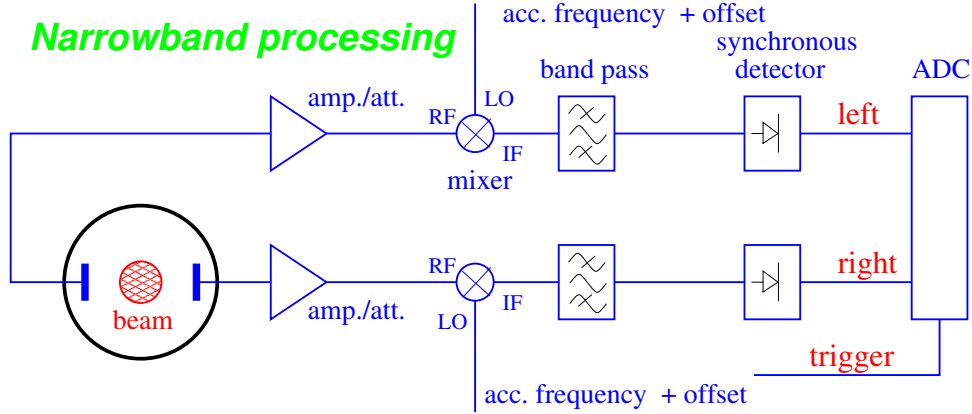 Narrowband processing
acc. frequency + offset
synchronous
detector
band pass
ADC
amp./att.
LO
RF
IF
mixer
left
beam
RF
IF
LO
amp./att.
right
trigger
acc. frequency + offset